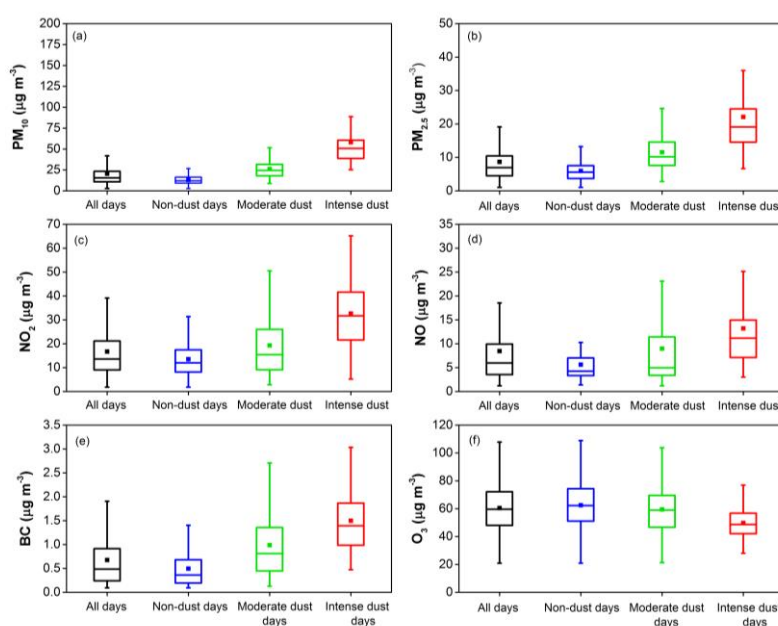 (a)
PM10 (µg m-3)
200
175
150
125
100
75
50
25
0
All days Non-dust days Moderate dust Intense dust
(b)
PM2.5 (µg m-3)
50
40
30
20
10
0
All days Non-dust days Moderate dust Intense dust
(c)
NO2 (µg m-3)
70
60
50
40
30
20
10
0
All days Non-dust days Moderate dust Intense dust
(d)
NO (µg m-3)
35
30
25
20
15
10
5
0
All days Non-dust days Moderate dust Intense dust
(e)
BC (µg m-3)
3.5
3.0
2.5
2.0
1.5
1.0
0.5
0.0
All days Non-dust days Moderate dust Intense dust
days days
(f)
O3 (µg m-3)
120
100
80
60
40
20
0
All days Non-dust days Moderate dust Intense dust
days days